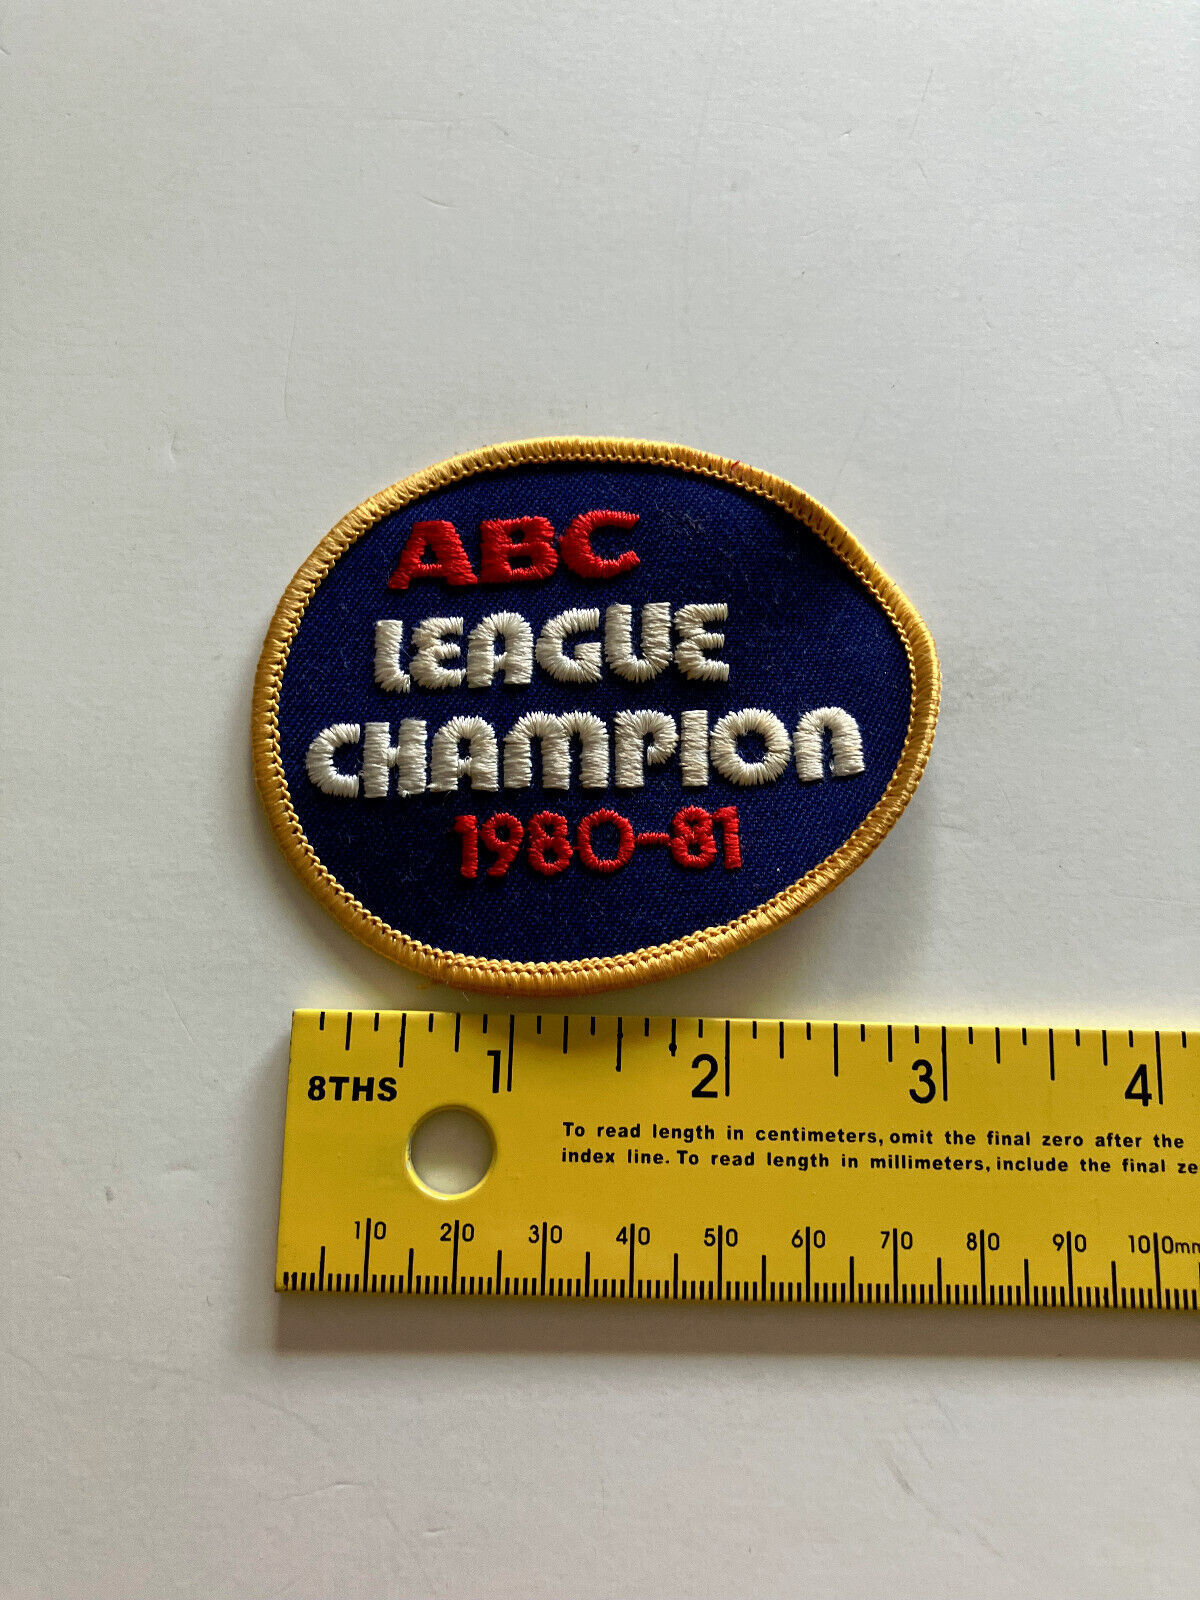 ABC
LEAGUE
CHAMPION
1980-81
1 2 3 4
8THS
To read length in centimeters, omit the final zero after the
index line. To read length in millimeters, include the final ze
10 20 30 40 50 60 70 80 90 100mm